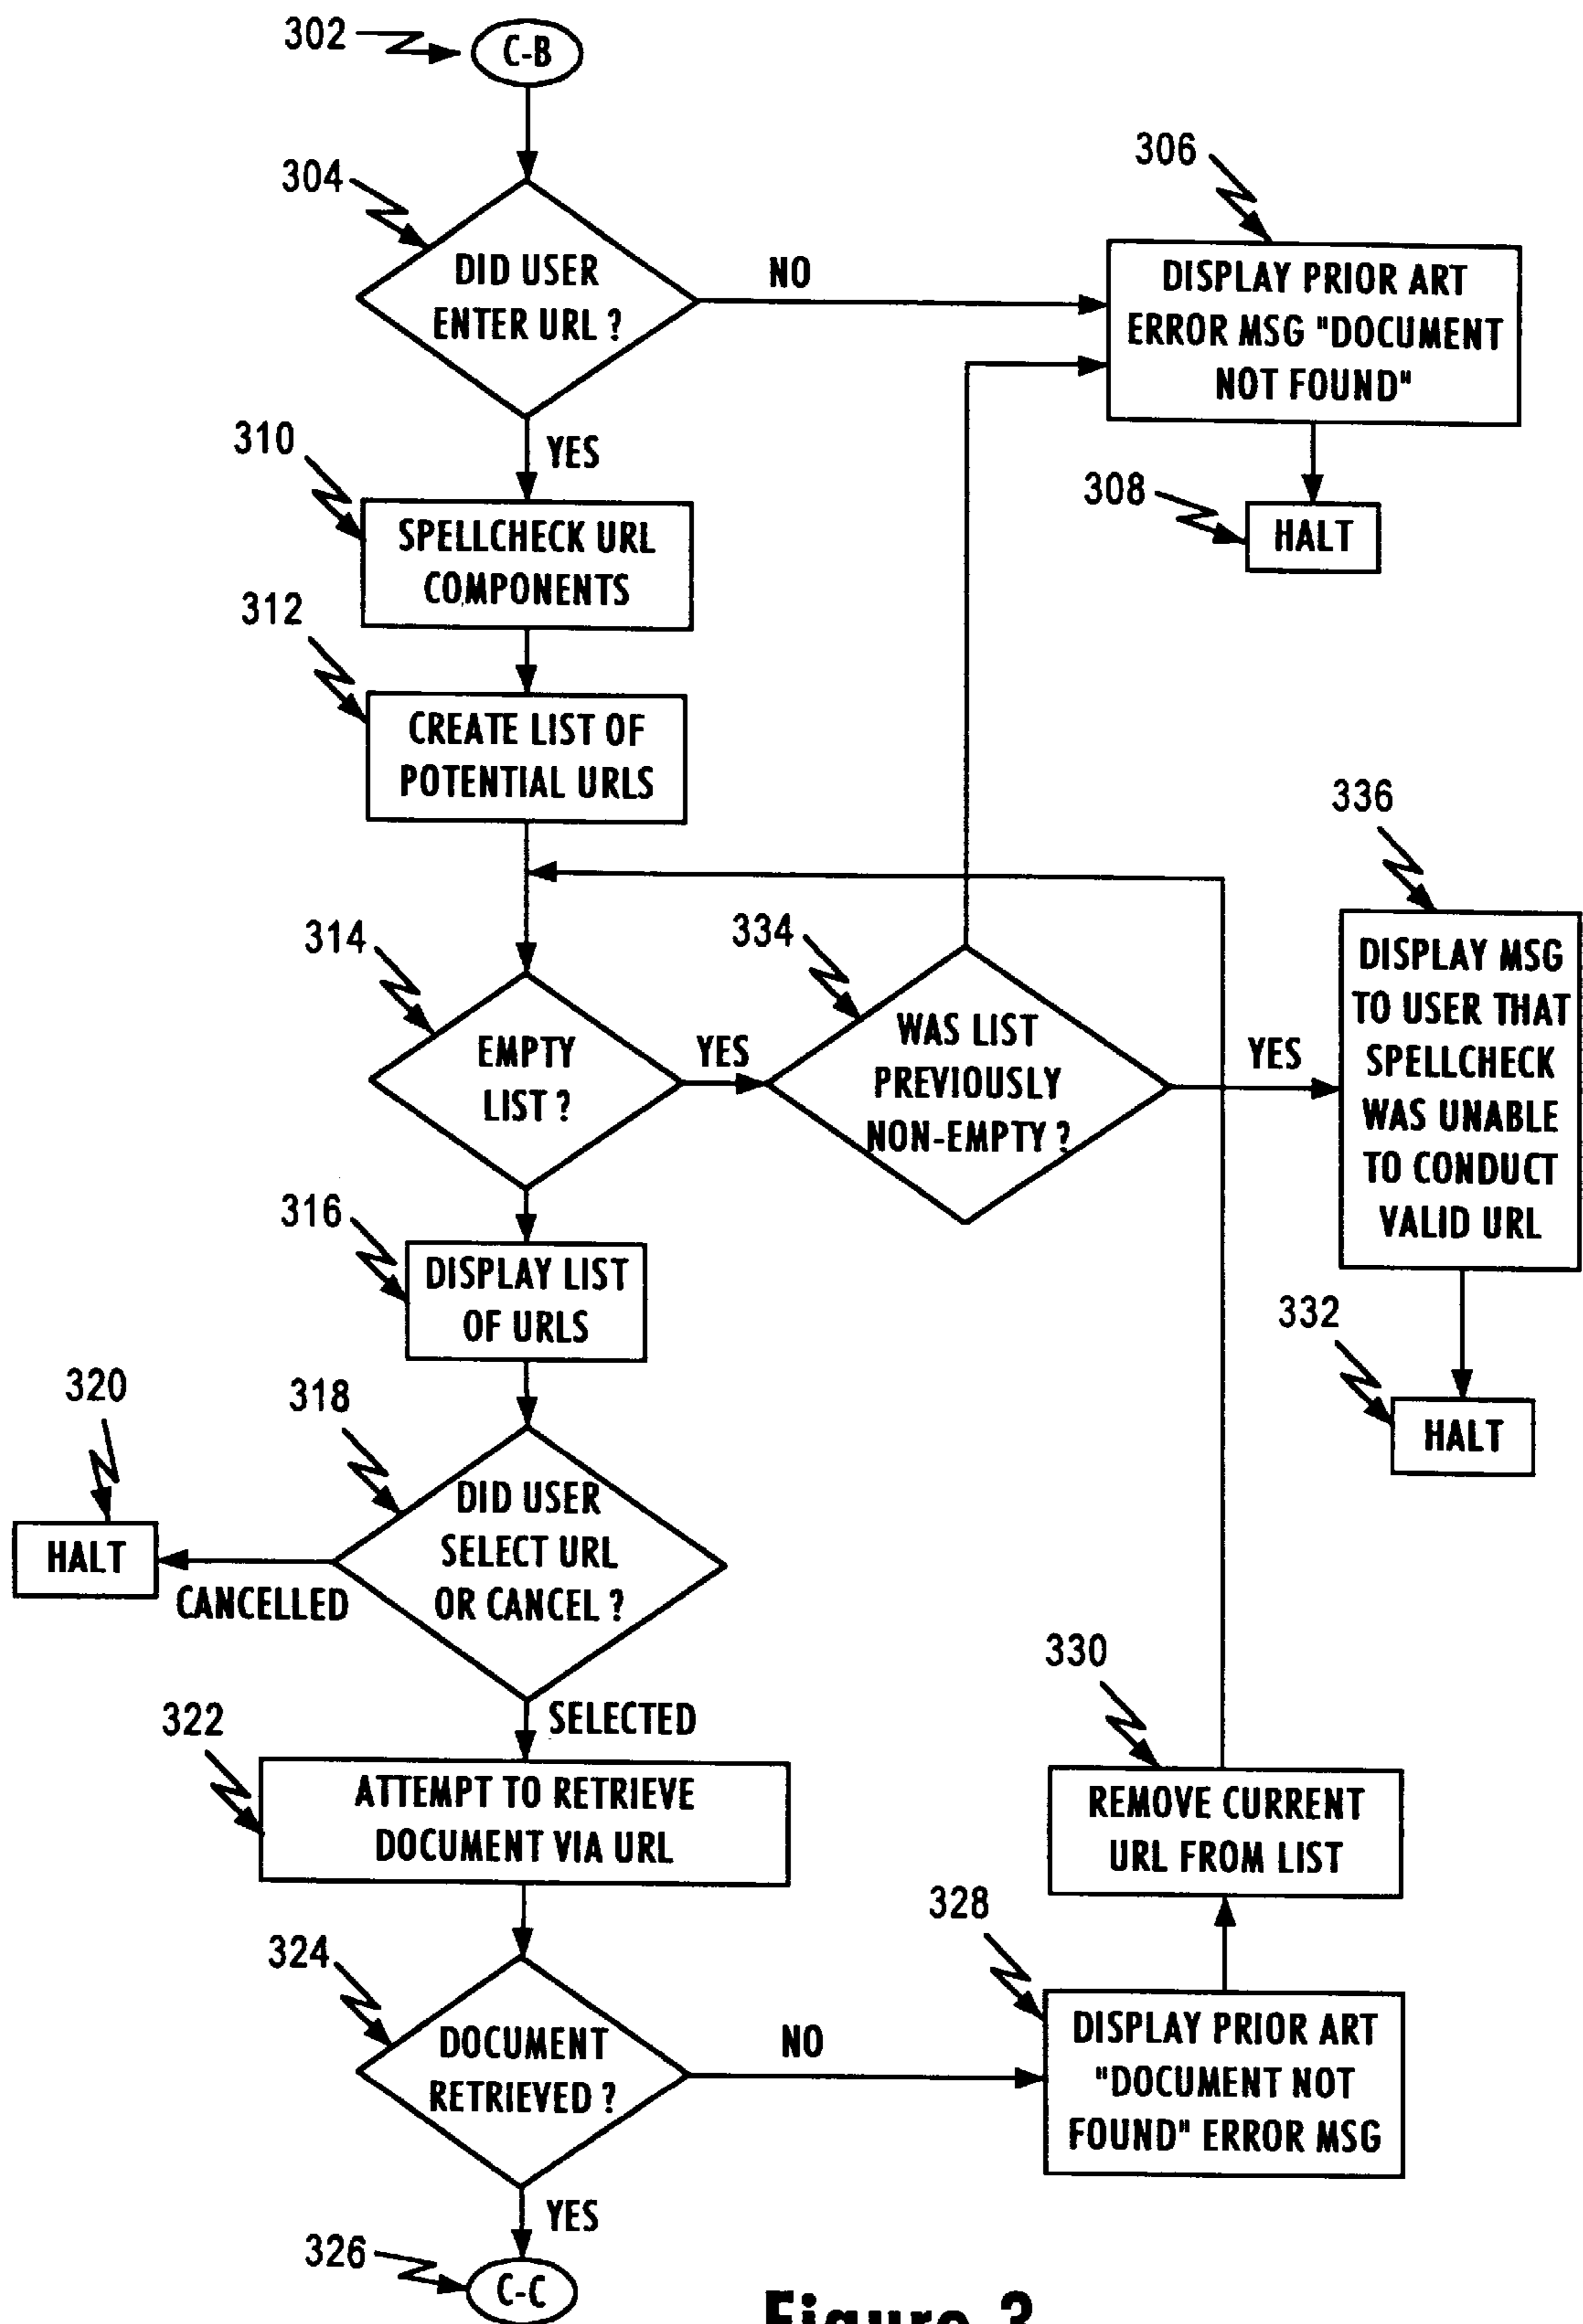 302
C-B
304
DID USER
ENTER URL ?
NO
306
DISPLAY PRIOR ART
ERROR MSG "DOCUMENT
NOT FOUND"
308
HALT
YES
310
SPELLCHECK URL
COMPONENTS
312
CREATE LIST OF
POTENTIAL URLS
314
EMPTY
LIST ?
YES
334
WAS LIST
PREVIOUSLY
NON-EMPTY ?
YES
336
DISPLAY MSG
TO USER THAT
SPELLCHECK
WAS UNABLE
TO CONDUCT
VALID URL
332
HALT
316
DISPLAY LIST
OF URLS
318
DID USER
SELECT URL
OR CANCEL ?
320
HALT
CANCELLED
SELECTED
322
ATTEMPT TO RETRIEVE
DOCUMENT VIA URL
324
DOCUMENT
RETRIEVED ?
NO
328
DISPLAY PRIOR ART
"DOCUMENT NOT
FOUND" ERROR MSG
330
REMOVE CURRENT
URL FROM LIST
YES
326
C-C
Figure 3